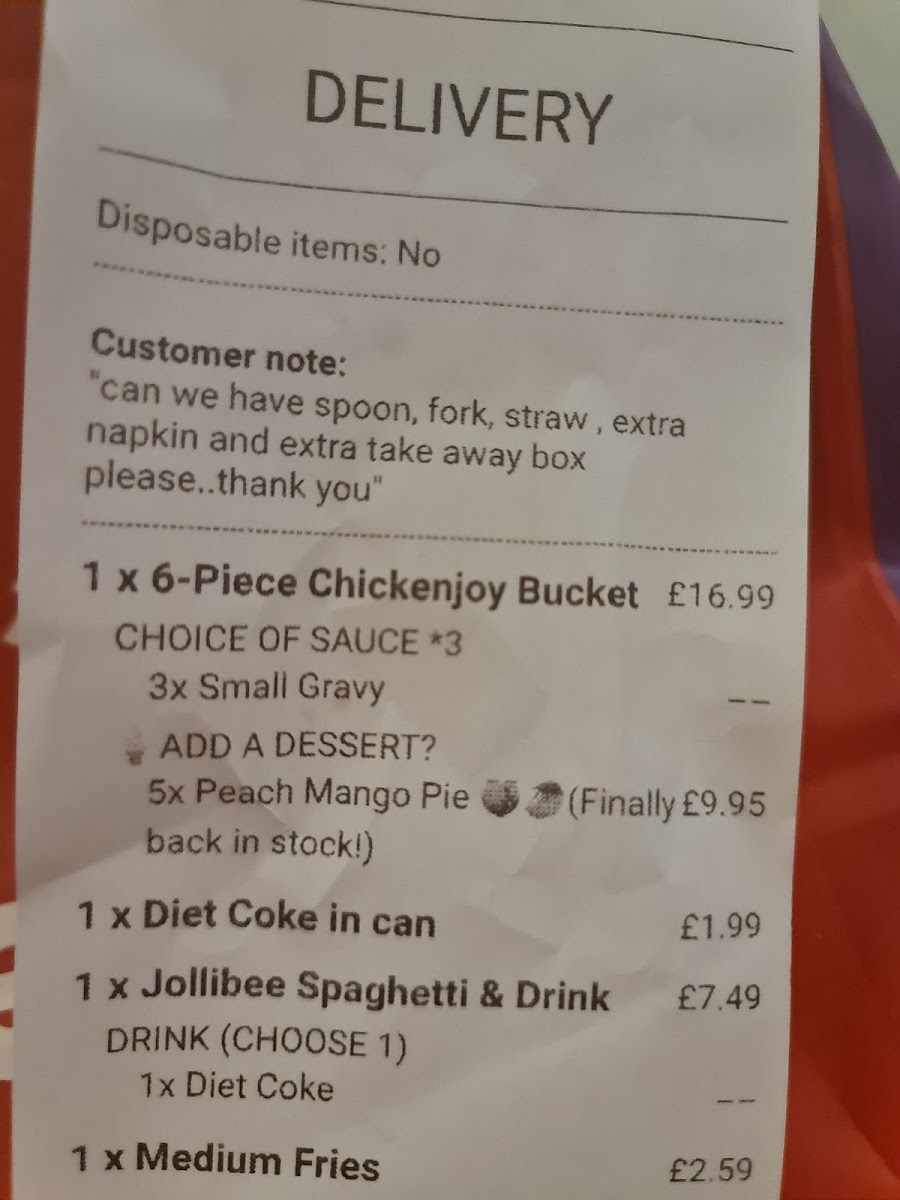 DELIVERY
Disposable items: No
Customer note:
"can we have spoon, fork, straw , extra
napkin and extra take away box
please..thank you"
1 x 6-Piece Chickenjoy Bucket £16.99
CHOICE OF SAUCE *3
3x Small Gravy --
ADD A DESSERT?
5x Peach Mango Pie (Finally £9.95
back in stock!)
1 x Diet Coke in can £1.99
1 x Jollibee Spaghetti & Drink £7.49
DRINK (CHOOSE 1)
1x Diet Coke --
1 x Medium Fries £2.59